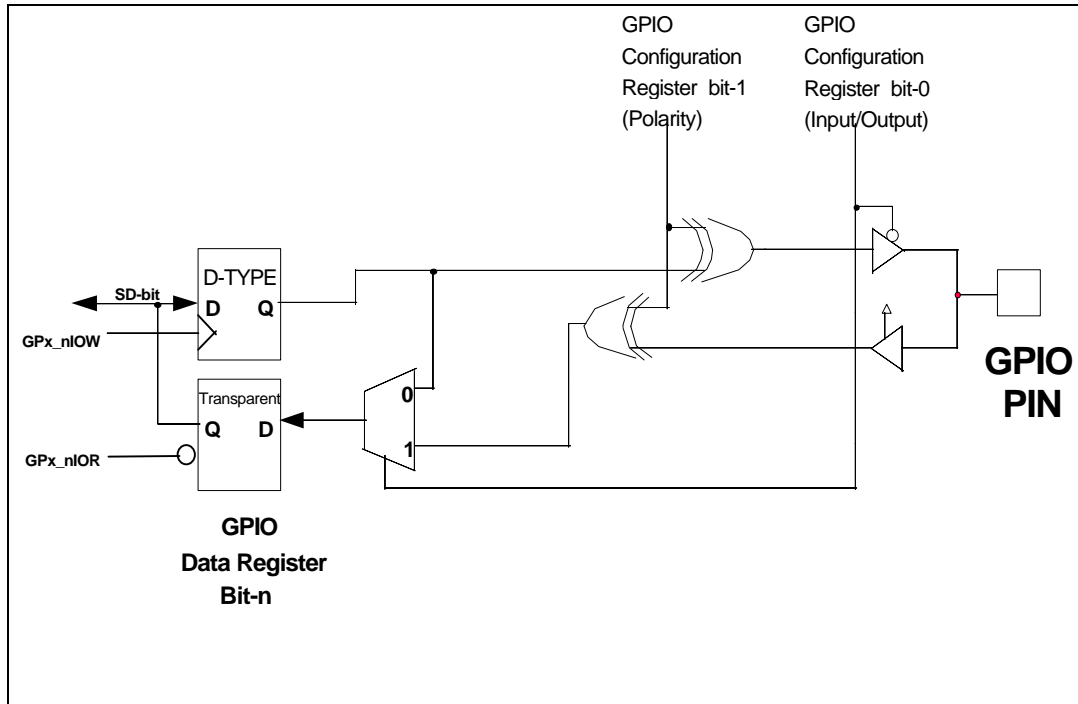 GPIO
Configuration
Register bit-1
(Polarity)
GPIO
Configuration
Register bit-0
(Input/Output)
D-TYPE
SD-bit
D Q
GPx_nIOW
Transparent
Q D
GPx_nIOR
0
1
GPIO
PIN
GPIO
Data Register
Bit-n